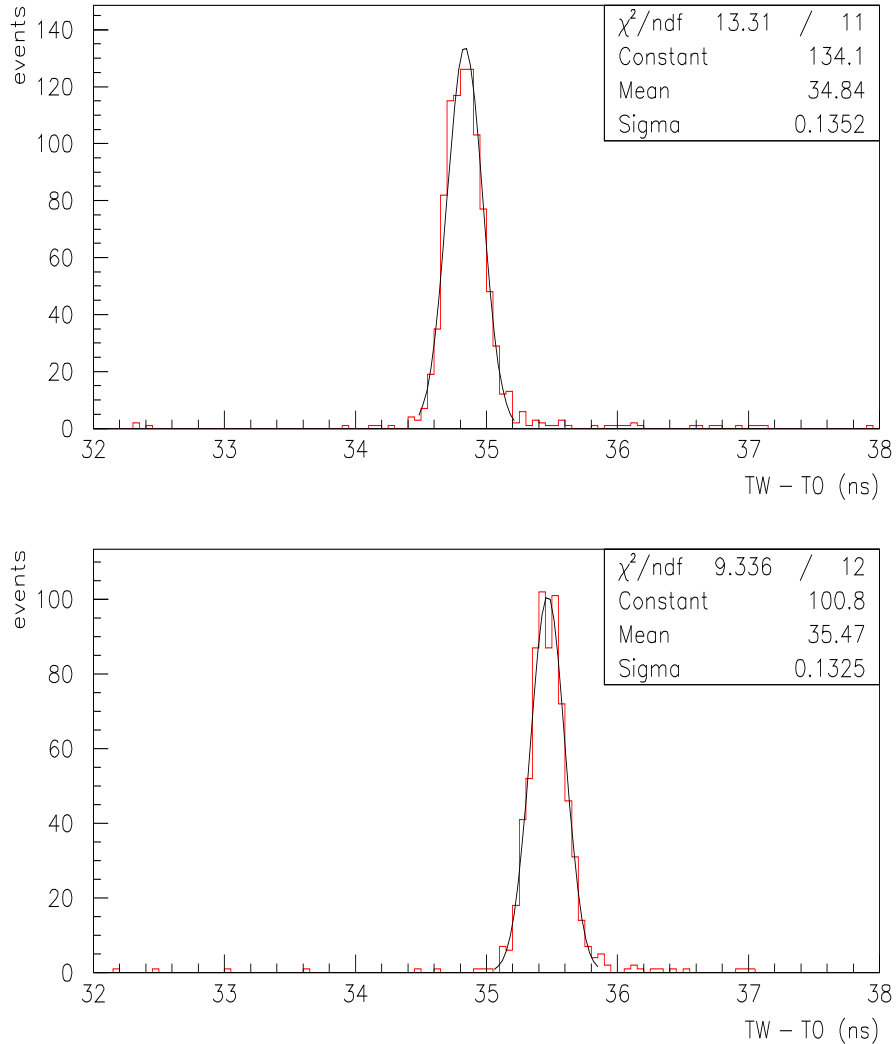 events
140
120
100
80
60
40
20
0
χ²/ndf 13.31 / 11
Constant 134.1
Mean 34.84
Sigma 0.1352
32 33 34 35 36 37 38
TW – T0 (ns)
events
100
80
60
40
20
0
χ²/ndf 9.336 / 12
Constant 100.8
Mean 35.47
Sigma 0.1325
32 33 34 35 36 37 38
TW – T0 (ns)